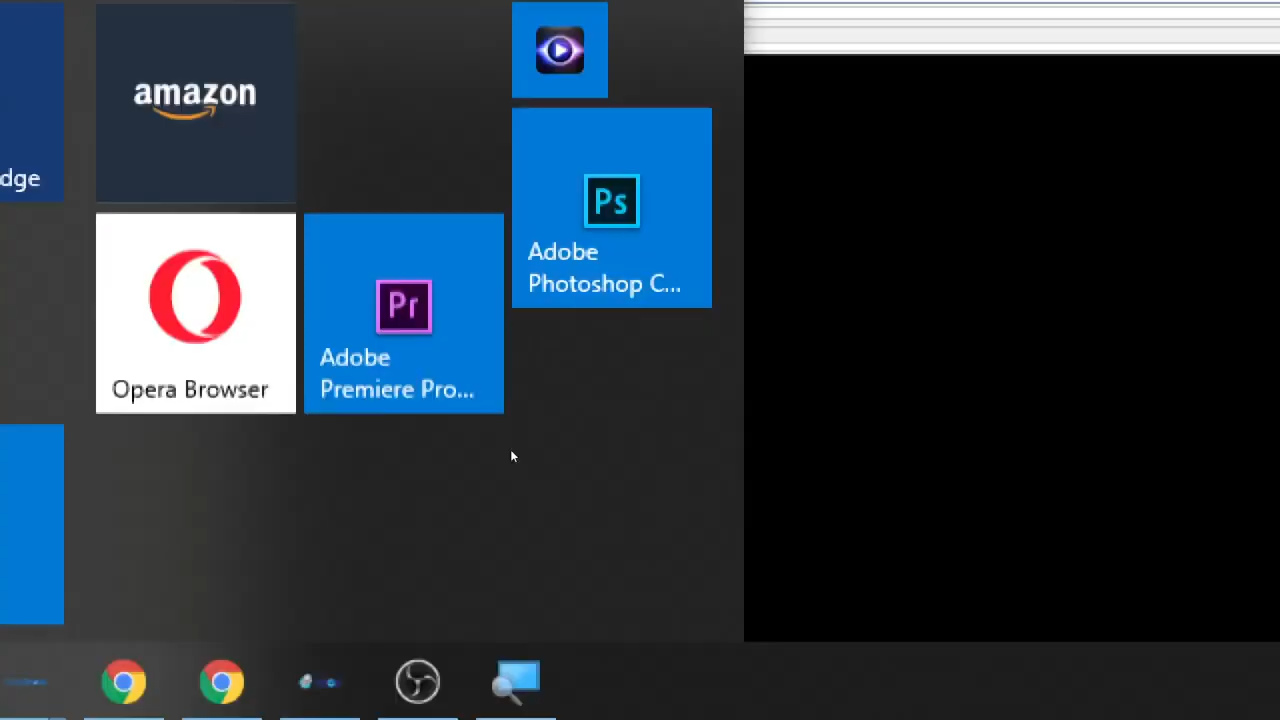 amazon
dge
Ps
Adobe
Photoshop C...
Opera Browser
Pr
Adobe
Premiere Pro...